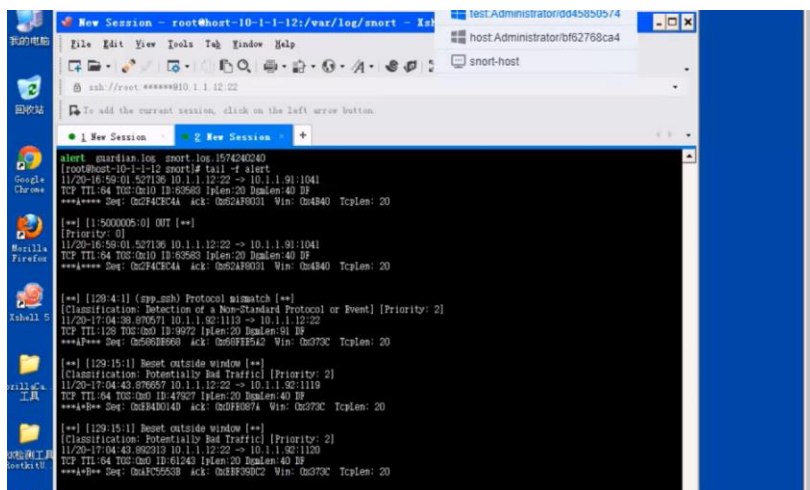 test:Administrator/dd45850574
host:Administrator/bf62768ca4
snort-host
New Session - root@host-10-1-1-12:/var/log/snort - Xs
File Edit View Tools Tab Window Help
ssh://root:******@10.1.1.12:22
To add the current session, click on the left arrow button.
1 New Session
2 New Session
+
我的电脑
回收站
Google Chrome
Mozilla Firefox
Xshell 5
工具
alert guardian.log snort.log.1574240240
[root@host-10-1-1-12 snort]# tail -f alert
11/20-16:59:01.527136 10.1.1.12:22 -> 10.1.1.91:1041
TCP TTL:64 TOS:0x10 ID:63583 IpLen:20 DgmLen:40 DF
***A**** Seq: 0xC2F4CEC4A Ack: 0x62AF8031 Win: 0x4B40 TcpLen: 20
[**] [1:5000005:0] OUT [**]
[Priority: 0]
11/20-16:59:01.527136 10.1.1.12:22 -> 10.1.1.91:1041
TCP TTL:64 TOS:0x10 ID:63583 IpLen:20 DgmLen:40 DF
***A**** Seq: 0xC2F4CEC4A Ack: 0x62AF8031 Win: 0x4B40 TcpLen: 20
[**] [128:4:1] (spp_ssh) Protocol mismatch [**]
[Classification: Detection of a Non-Standard Protocol or Event] [Priority: 2]
11/20-17:04:38.870571 10.1.1.92:1113 -> 10.1.1.12:22
TCP TTL:128 TOS:0x0 ID:9972 IpLen:20 DgmLen:91 DF
***AP*** Seq: 0x586DE668 Ack: 0x68FEE5A2 Win: 0x373C TcpLen: 20
[**] [129:15:1] Reset outside window [**]
[Classification: Potentially Bad Traffic] [Priority: 2]
11/20-17:04:43.876657 10.1.1.12:22 -> 10.1.1.92:1119
TCP TTL:64 TOS:0x0 ID:47927 IpLen:20 DgmLen:40 DF
***A*R** Seq: 0xEB4D014D Ack: 0xDFE087A Win: 0x373C TcpLen: 20
[**] [129:15:1] Reset outside window [**]
[Classification: Potentially Bad Traffic] [Priority: 2]
11/20-17:04:43.892313 10.1.1.12:22 -> 10.1.1.92:1120
TCP TTL:64 TOS:0x0 ID:61243 IpLen:20 DgmLen:40 DF
***A*R** Seq: 0xAFC5553B Ack: 0xEBF39DC2 Win: 0x373C TcpLen: 20